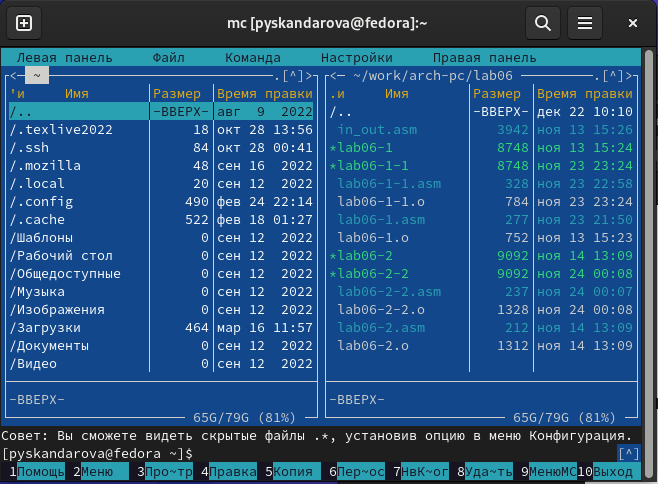 mc [pyskandarova@fedora]:~
Левая панель Файл Команда Настройки Правая панель
<─ ~ .[^]> <─ ~/work/arch-pc/lab06 .[^]>
'и Имя Размер Время правки .и Имя Размер Время правки
/.. -ВВЕРХ- авг 9 2022 /.. -ВВЕРХ- дек 22 10:10
/.texlive2022 18 окт 28 13:56 in_out.asm 3942 ноя 13 15:26
/.ssh 84 окт 28 00:41 *lab06-1 8748 ноя 13 15:24
/.mozilla 48 сен 16 2022 *lab06-1-1 8748 ноя 23 23:24
/.local 20 сен 12 2022 lab06-1-1.asm 328 ноя 23 22:58
/.config 490 фев 24 22:14 lab06-1-1.o 784 ноя 23 23:24
/.cache 522 фев 18 01:27 lab06-1.asm 277 ноя 23 21:50
/Шаблоны 0 сен 12 2022 lab06-1.o 752 ноя 13 15:23
/Рабочий стол 0 сен 12 2022 *lab06-2 9092 ноя 14 13:09
/Общедоступные 0 сен 12 2022 *lab06-2-2 9092 ноя 24 00:08
/Музыка 0 сен 12 2022 lab06-2-2.asm 237 ноя 24 00:07
/Изображения 0 сен 12 2022 lab06-2-2.o 1328 ноя 24 00:08
/Загрузки 464 мар 16 11:57 lab06-2.asm 212 ноя 14 13:09
/Документы 0 сен 12 2022 lab06-2.o 1312 ноя 14 13:09
/Видео 0 сен 12 2022
-ВВЕРХ- -ВВЕРХ-
65G/79G (81%) 65G/79G (81%)
Совет: Вы сможете видеть скрытые файлы .*, установив опцию в меню Конфигурация.
[pyskandarova@fedora ~]$ [^]
1Помощь 2Меню 3Про~тр 4Правка 5Копия 6Пер~ос 7НвК~ог 8Уда~ть 9МенюMC 10Выход